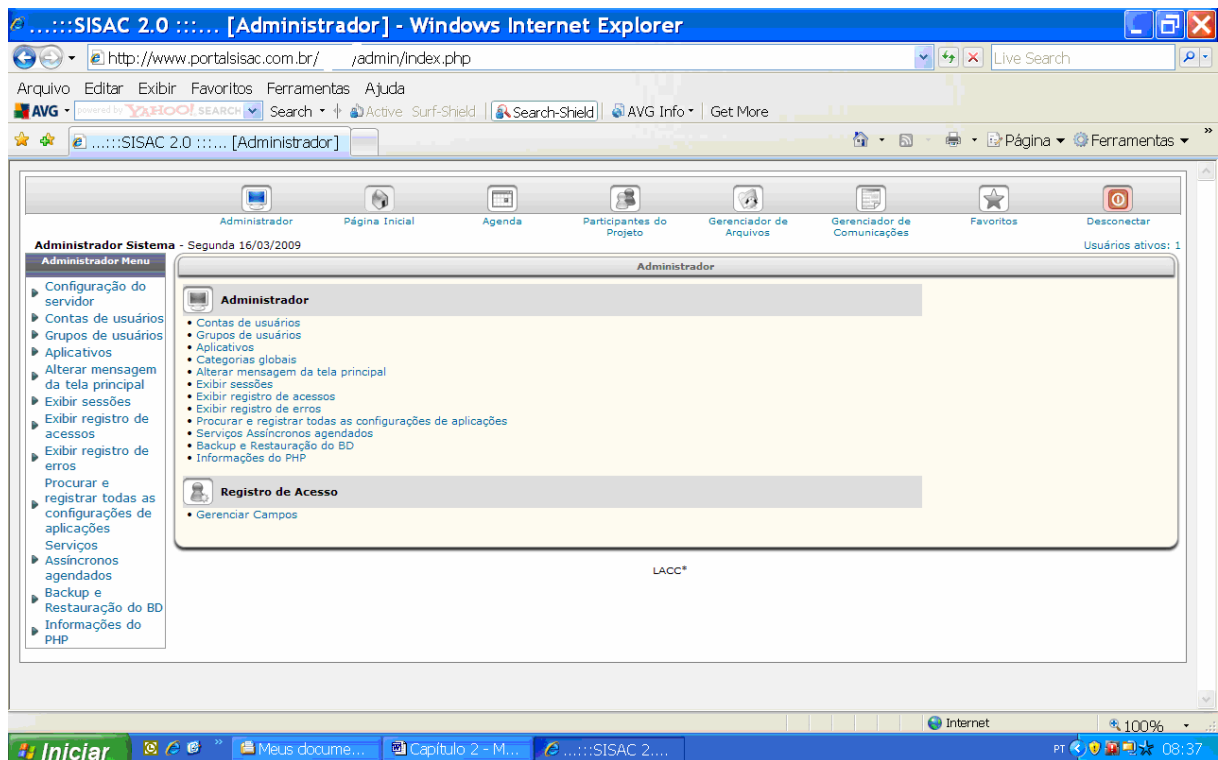 ...:::SISAC 2.0 :::... [Administrador] - Windows Internet Explorer
http://www.portalsisac.com.br/ /admin/index.php
Live Search
Arquivo Editar Exibir Favoritos Ferramentas Ajuda
AVG powered by YAHOO! SEARCH Search Active Surf-Shield Search-Shield AVG Info Get More
...:::SISAC 2.0 :::... [Administrador]
Página Ferramentas »
Administrador
Página Inicial
Agenda
Participantes do
Projeto
Gerenciador de
Arquivos
Gerenciador de
Comunicações
Favoritos
Desconectar
Administrador Sistema - Segunda 16/03/2009
Usuários ativos: 1
Administrador Menu
Configuração do
servidor
Contas de usuários
Grupos de usuários
Aplicativos
Alterar mensagem
da tela principal
Exibir sessões
Exibir registro de
acessos
Exibir registro de
erros
Procurar e
registrar todas as
configurações de
aplicações
Serviços
Assíncronos
agendados
Backup e
Restauração do BD
Informações do
PHP
Administrador
Administrador
• Contas de usuários
• Grupos de usuários
• Aplicativos
• Categorias globais
• Alterar mensagem da tela principal
• Exibir sessões
• Exibir registro de acessos
• Exibir registro de erros
• Procurar e registrar todas as configurações de aplicações
• Serviços Assíncronos agendados
• Backup e Restauração do BD
• Informações do PHP
Registro de Acesso
• Gerenciar Campos
LACC*
Internet
100%
Iniciar
»
Meus docume...
Capítulo 2 - M...
...:::SISAC 2....
PT
08:37